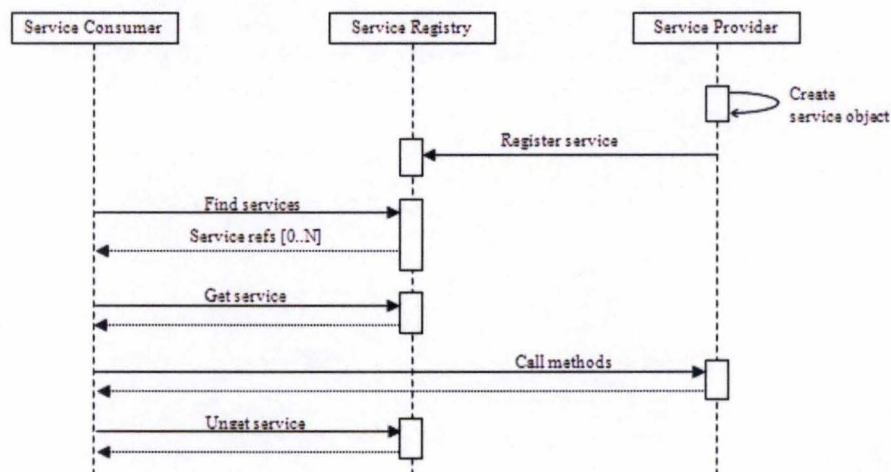 Service Consumer
Service Registry
Service Provider
Create
service object
Register service
Find services
Service refs [0..N]
Get service
Call methods
Unget service